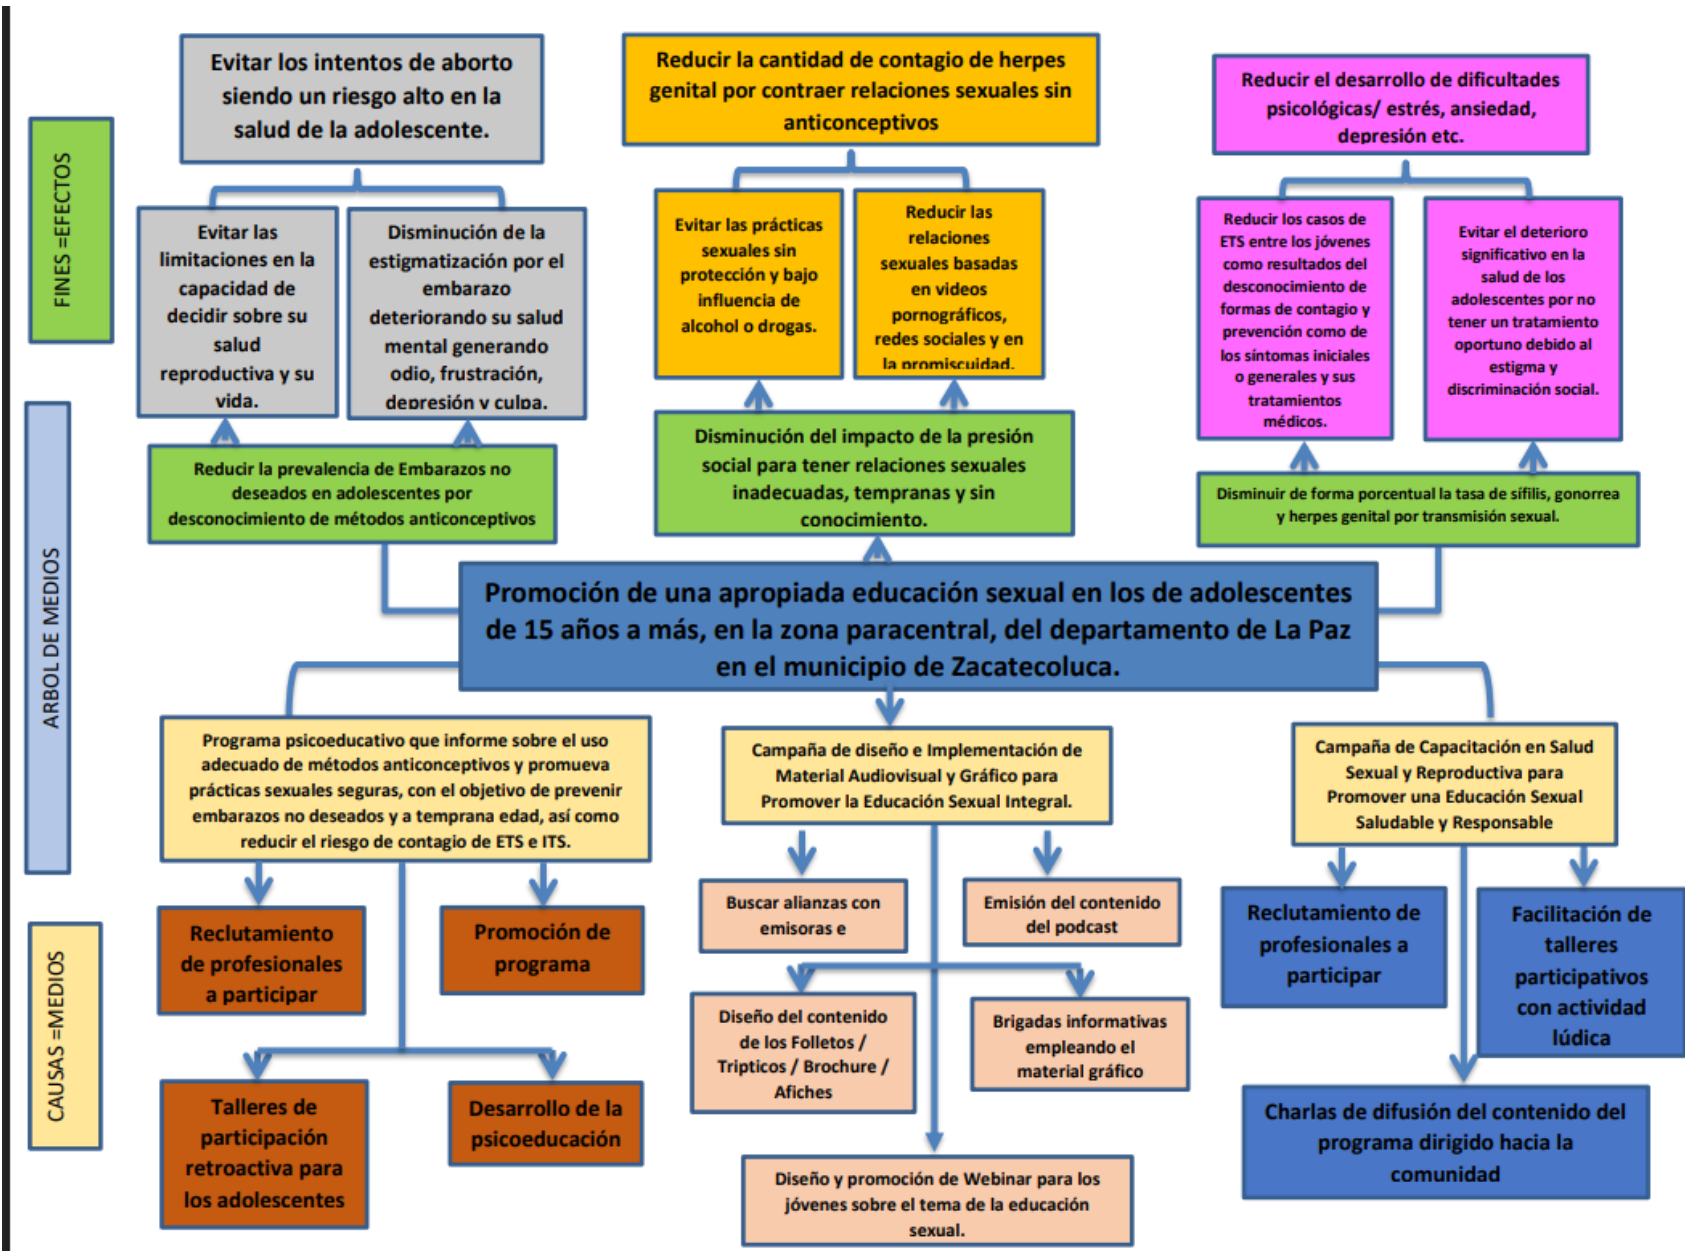 Evitar los intentos de aborto
siendo un riesgo alto en la
salud de la adolescente.
Reducir la cantidad de contagio de herpes
genital por contraer relaciones sexuales sin
anticonceptivos
Reducir el desarrollo de dificultades
psicológicas/ estrés, ansiedad,
depresión etc.
FINES =EFECTOS
Evitar las
limitaciones en la
capacidad de
decidir sobre su
salud
reproductiva y su
vida.
Disminución de la
estigmatización por el
embarazo
deteriorando su salud
mental generando
odio, frustración,
depresión y culpa.
Evitar las prácticas
sexuales sin
protección y bajo
influencia de
alcohol o drogas.
Reducir las
relaciones
sexuales basadas
en videos
pornográficos,
redes sociales y en
la promiscuidad.
Reducir los casos de
ETS entre los jóvenes
como resultados del
desconocimiento de
formas de contagio y
prevención como de
los síntomas iniciales
o generales y sus
tratamientos
médicos.
Evitar el deterioro
significativo en la
salud de los
adolescentes por no
tener un tratamiento
oportuno debido al
estigma y
discriminación social.
ARBOL DE MEDIOS
Reducir la prevalencia de Embarazos no
deseados en adolescentes por
desconocimiento de métodos anticonceptivos
Disminución del impacto de la presión
social para tener relaciones sexuales
inadecuadas, tempranas y sin
conocimiento.
Disminuir de forma porcentual la tasa de sífilis, gonorrea
y herpes genital por transmisión sexual.
Promoción de una apropiada educación sexual en los de adolescentes
de 15 años a más, en la zona paracentral, del departamento de La Paz
en el municipio de Zacatecoluca.
Programa psicoeducativo que informe sobre el uso
adecuado de métodos anticonceptivos y promueva
prácticas sexuales seguras, con el objetivo de prevenir
embarazos no deseados y a temprana edad, así como
reducir el riesgo de contagio de ETS e ITS.
Campaña de diseño e Implementación de
Material Audiovisual y Gráfico para
Promover la Educación Sexual Integral.
Campaña de Capacitación en Salud
Sexual y Reproductiva para
Promover una Educación Sexual
Saludable y Responsable
CAUSAS =MEDIOS
Reclutamiento
de profesionales
a participar
Promoción de
programa
Buscar alianzas con
emisoras e
Emisión del contenido
del podcast
Reclutamiento de
profesionales a
participar
Facilitación de
talleres
participativos
con actividad
lúdica
Diseño del contenido
de los Folletos /
Tripticos / Brochure /
Afiches
Brigadas informativas
empleando el
material gráfico
Talleres de
participación
retroactiva para
los adolescentes
Desarrollo de la
psicoeducación
Charlas de difusión del contenido del
programa dirigido hacia la
comunidad
Diseño y promoción de Webinar para los
jóvenes sobre el tema de la educación
sexual.